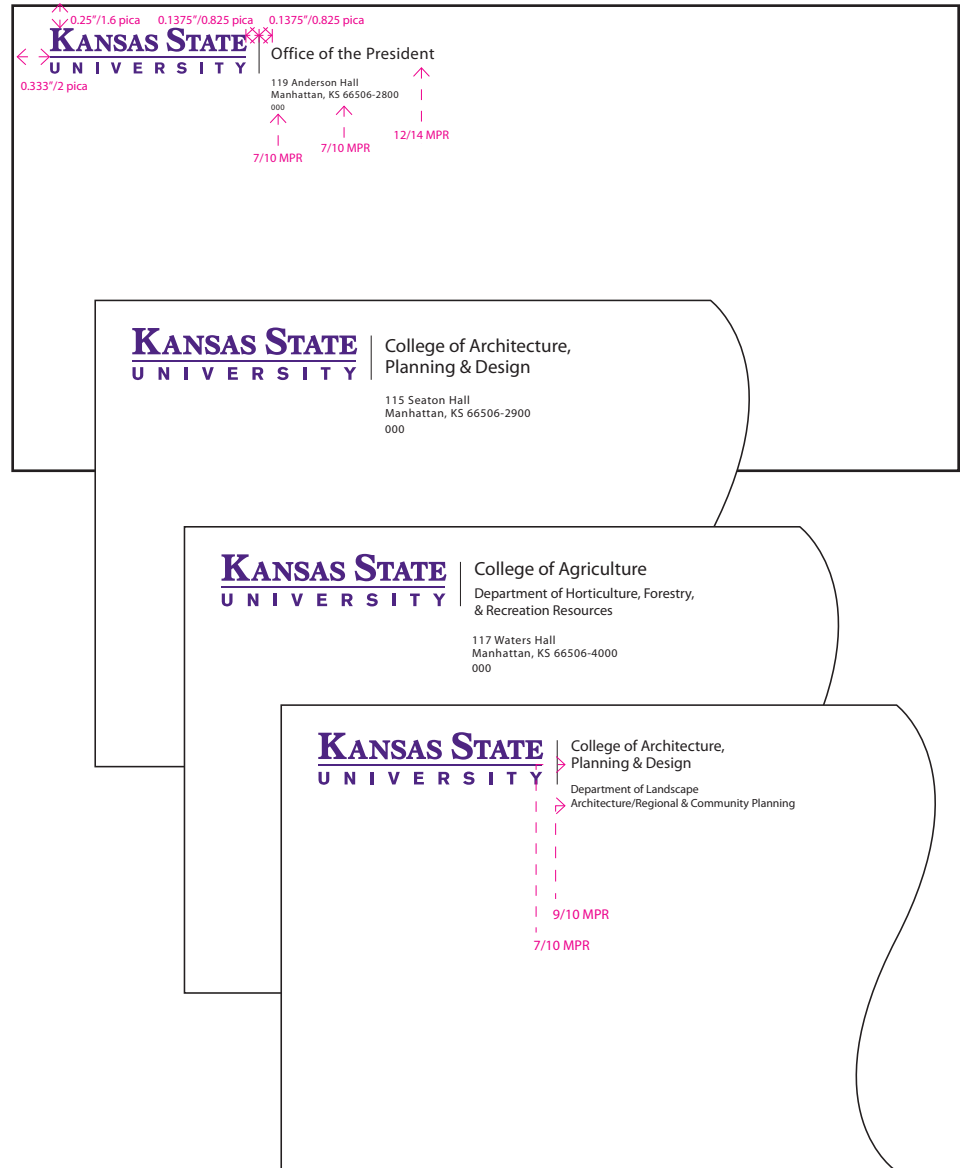 0.25"/1.6 pica
0.1375"/0.825 pica
0.1375"/0.825 pica
KANSAS STATE
UNIVERSITY
0.333"/2 pica
Office of the President
119 Anderson Hall
Manhattan, KS 66506-2800
000
7/10 MPR
7/10 MPR
12/14 MPR
KANSAS STATE
UNIVERSITY
College of Architecture,
Planning & Design
115 Seaton Hall
Manhattan, KS 66506-2900
000
KANSAS STATE
UNIVERSITY
College of Agriculture
Department of Horticulture, Forestry,
& Recreation Resources
117 Waters Hall
Manhattan, KS 66506-4000
000
KANSAS STATE
UNIVERSITY
College of Architecture,
Planning & Design
Department of Landscape
Architecture/Regional & Community Planning
9/10 MPR
7/10 MPR